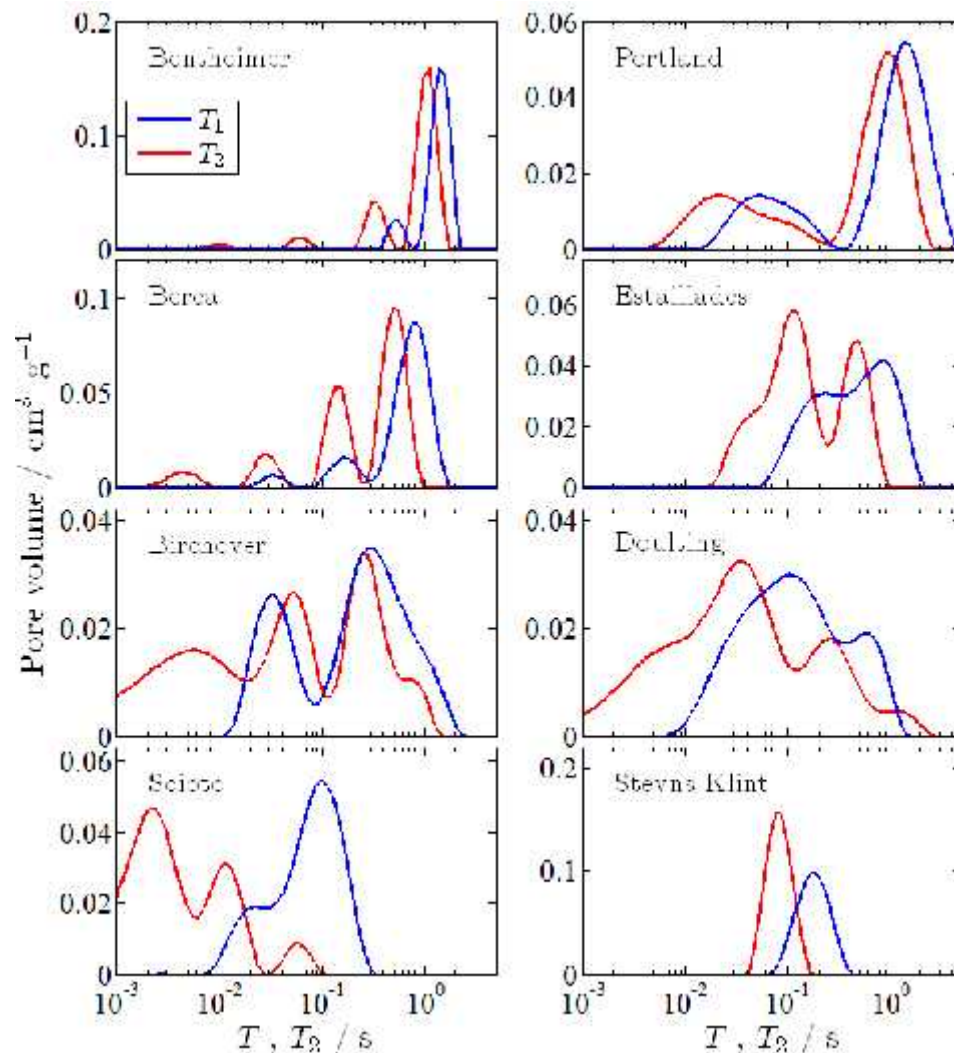 0.2
0.1
0
Bentheimer
T₁
T₂
0.06
0.04
0.02
0
Portland
0.1
0.05
0
Berea
0.06
0.04
0.02
0
Estaillades
0.04
0.02
0
Birchover
0.04
0.02
0
Doulting
0.06
0.04
0.02
0
Scioto
0.2
0.1
0
Stevns Klint
Pore volume / cm³ g⁻¹
10⁻³ 10⁻² 10⁻¹ 10⁰
10⁻³ 10⁻² 10⁻¹ 10⁰
T , T₂ / s
T , T₂ / s